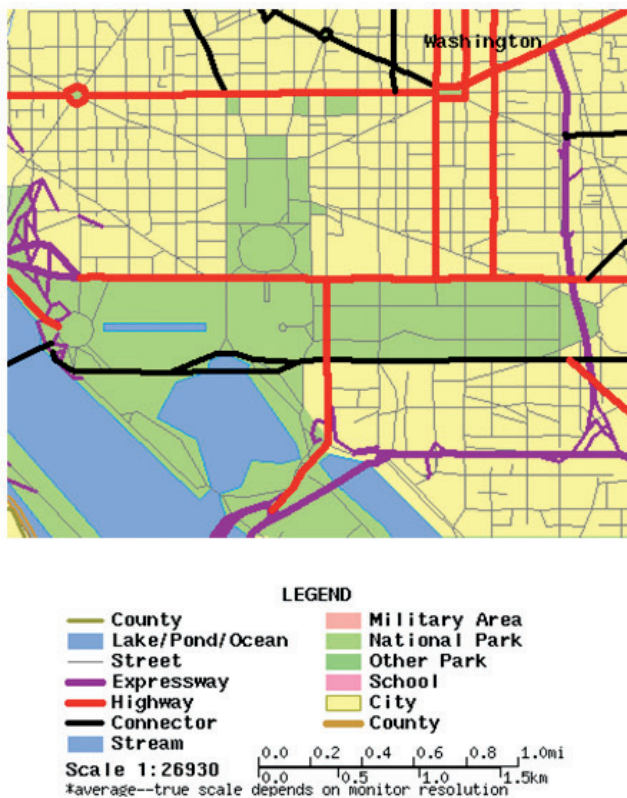 Washington
LEGEND
County
Lake/Pond/Ocean
Street
Expressway
Highway
Connector
Stream
Military Area
National Park
Other Park
School
City
County
Scale 1:26930
0.0 0.2 0.4 0.6 0.8 1.0mi
0.0 0.5 1.0 1.5km
*average--true scale depends on monitor resolution